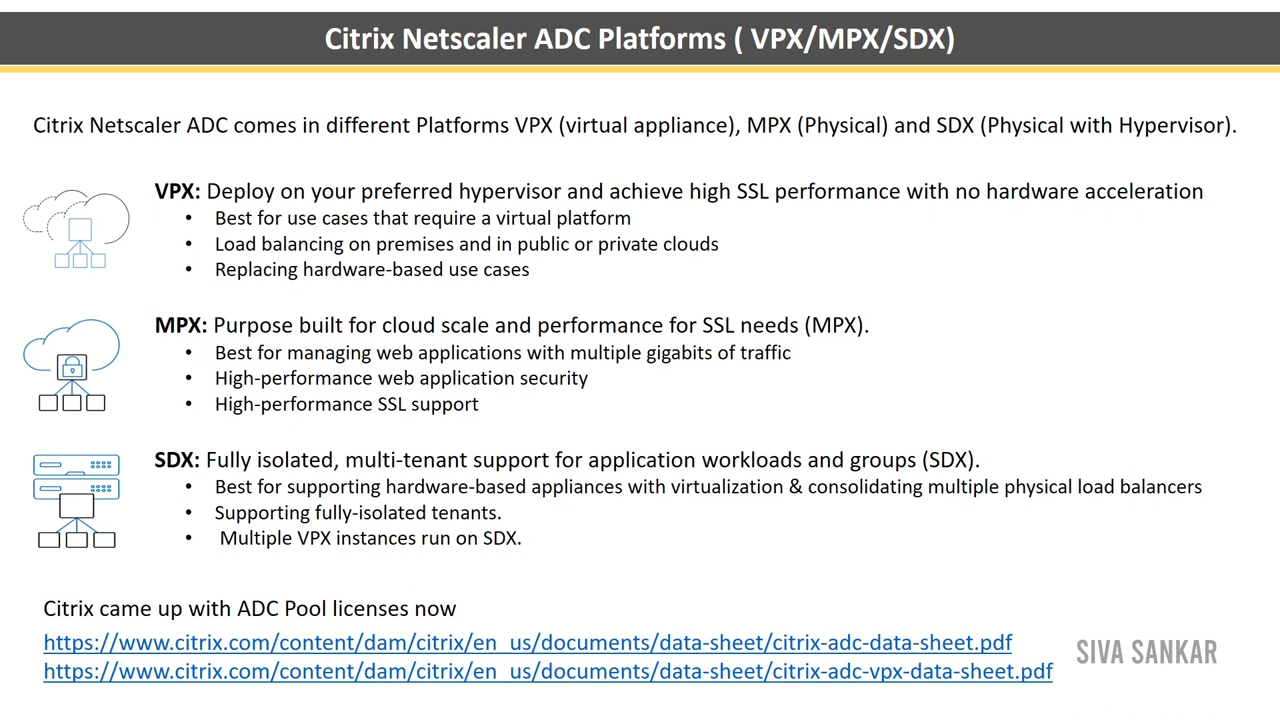 Citrix Netscaler ADC Platforms ( VPX/MPX/SDX)
Citrix Netscaler ADC comes in different Platforms VPX (virtual appliance), MPX (Physical) and SDX (Physical with Hypervisor).
VPX: Deploy on your preferred hypervisor and achieve high SSL performance with no hardware acceleration
• Best for use cases that require a virtual platform
• Load balancing on premises and in public or private clouds
• Replacing hardware-based use cases
MPX: Purpose built for cloud scale and performance for SSL needs (MPX).
• Best for managing web applications with multiple gigabits of traffic
• High-performance web application security
• High-performance SSL support
SDX: Fully isolated, multi-tenant support for application workloads and groups (SDX).
• Best for supporting hardware-based appliances with virtualization & consolidating multiple physical load balancers
• Supporting fully-isolated tenants.
• Multiple VPX instances run on SDX.
Citrix came up with ADC Pool licenses now
https://www.citrix.com/content/dam/citrix/en_us/documents/data-sheet/citrix-adc-data-sheet.pdf
https://www.citrix.com/content/dam/citrix/en_us/documents/data-sheet/citrix-adc-vpx-data-sheet.pdf
SIVA SANKAR